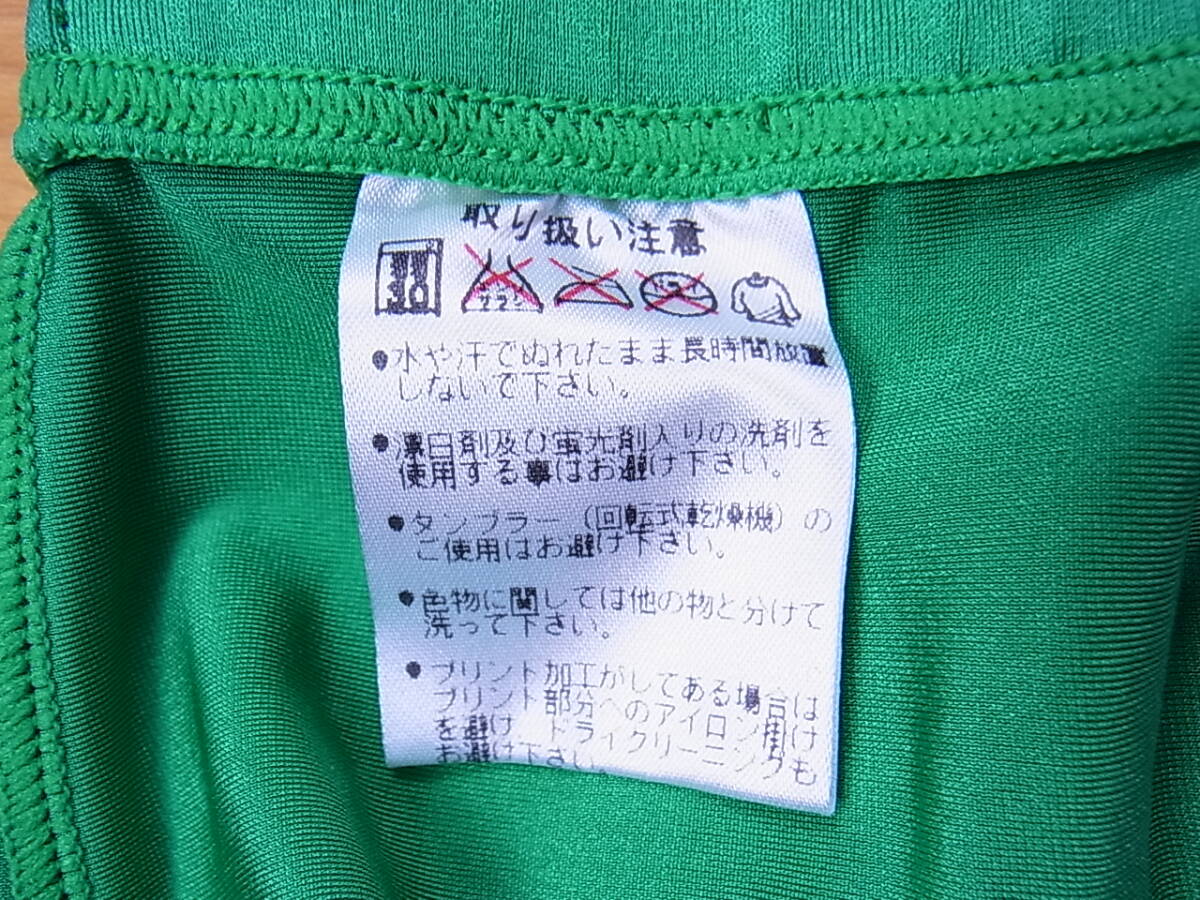 取り扱い注意
30 サラシ
●水や汗でぬれたまま長時間放置
しないで下さい。
●漂白剤及び蛍光剤入りの洗剤を
使用する事はお避け下さい。
●タンブラー（回転式乾燥機）の
ご使用はお避け下さい。
●色物に関しては他の物と分けて
洗って下さい。
●プリント加工がしてある場合は
プリント部分へのアイロン掛け
を避け ドライクリーニングも
お避け下さい。